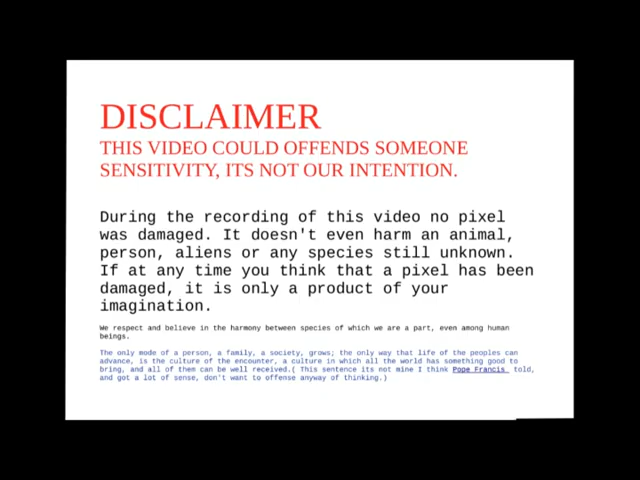 DISCLAIMER
THIS VIDEO COULD OFFENDS SOMEONE
SENSITIVITY, ITS NOT OUR INTENTION.
During the recording of this video no pixel
was damaged. It doesn't even harm an animal,
person, aliens or any species still unknown.
If at any time you think that a pixel has been
damaged, it is only a product of your
imagination.
We respect and believe in the harmony between species of which we are a part, even among human
beings.
The only mode of a person, a family, a society, grows; the only way that life of the peoples can
advance, is the culture of the encounter, a culture in which all the world has something good to
bring, and all of them can be well received.( This sentence its not mine I think Pope Francis  told,
and got a lot of sense, don't want to offense anyway of thinking.)